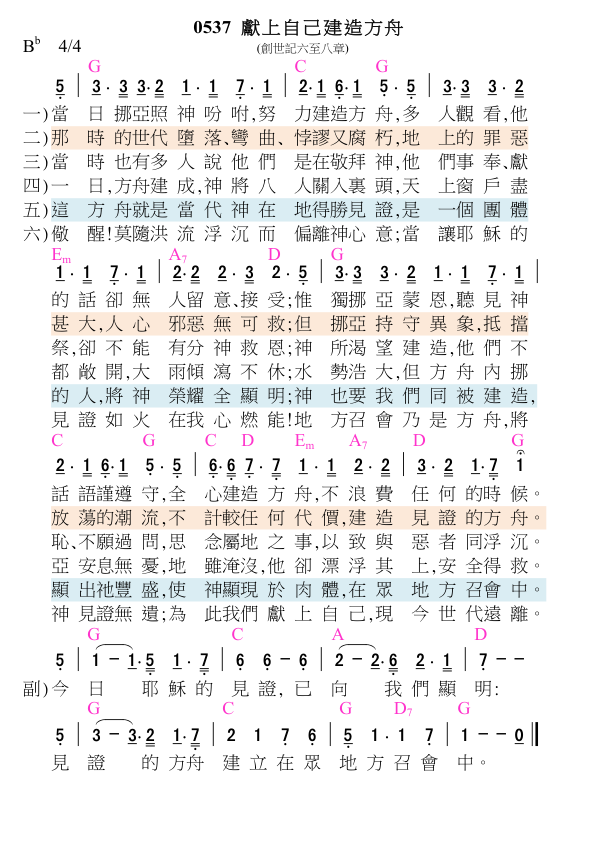 0537 獻上自己建造方舟
(創世記六至八章)
B♭ 4/4
G C G
5 | 3· 3 3·2 1·1 7·1 | 2·1 6·1 5·5 | 3·3 3·2
一)當 日挪亞照神吩咐,努 力建造方舟,多 人觀看,他
二)那 時的世代墮落、彎曲、悖謬又腐朽,地 上的罪惡
三)當 時也有多人說他們 是在敬拜神,他 們事奉、獻
四)一 日,方舟建成,神將八 人關入裏頭,天 上窗戶盡
五)這 方舟就是當代神在 地得勝見證,是 一個團體
六)儆 醒!莫隨洪流浮沉而 偏離神心意;當 讓耶穌的
Em A7 D G
1·1 7·1 | 2·2 2·3 2·5 | 3·3 3·2 1·1 7·1 |
的話卻無 人留意、接受;惟 獨挪亞蒙恩,聽見神
甚大,人心 邪惡無可救;但 挪亞持守異象,抵擋
祭,卻不能 有分神救恩;神 所渴望建造,他們不
都敞開,大 雨傾瀉不休;水 勢浩大,但方舟內挪
的人,將神 榮耀全顯明;神 也要我們同被建造,
見證如火 在我心燃能!地 方召會乃是方舟,將
C G C D Em A7 D G
2·1 6·1 5·5 | 6·6 7·7 1·1 2·2 | 3·2 1·7 1
話語謹遵守,全 心建造方舟,不浪費 任何的時候。
放蕩的潮流,不 計較任何代價,建造 見證的方舟。
恥、不願過問,思 念屬地之事,以致與 惡者同浮沉。
亞安息無憂,地 雖淹沒,他卻漂浮其 上,安全得救。
顯出祂豐盛,使 神顯現於肉體,在眾 地方召會中。
神見證無遺;為 此我們獻上自己,現 今世代遠離。
G C A D
5 | 1 − 1·5 1·7 | 6 6 − 6 | 2 − 2·6 2·1 | 7 − −
副)今 日 耶穌的 見證, 已 向 我們顯 明:
G C G D7 G
5 | 3 − 3·2 1·7 | 2 1 7 6 | 5 1·1 7 | 1 − − 0 ‖
見 證 的方舟 建立在眾 地方召會 中。